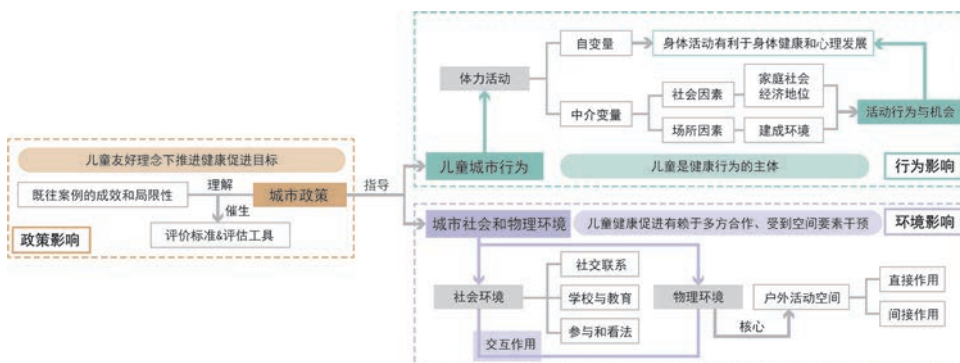 儿童友好理念下推进健康促进目标
既往案例的成效和局限性
理解
城市政策
催生
评价标准&评估工具
政策影响
指导
自变量
身体活动有利于身体健康和心理发展
体力活动
中介变量
社会因素
家庭社会
经济地位
场所因素
建成环境
活动行为与机会
儿童城市行为
儿童是健康行为的主体
行为影响
城市社会和物理环境
儿童健康促进有赖于多方合作、受到空间要素干预
环境影响
社会环境
社交联系
学校与教育
参与和看法
交互作用
物理环境
核心
户外活动空间
直接作用
间接作用